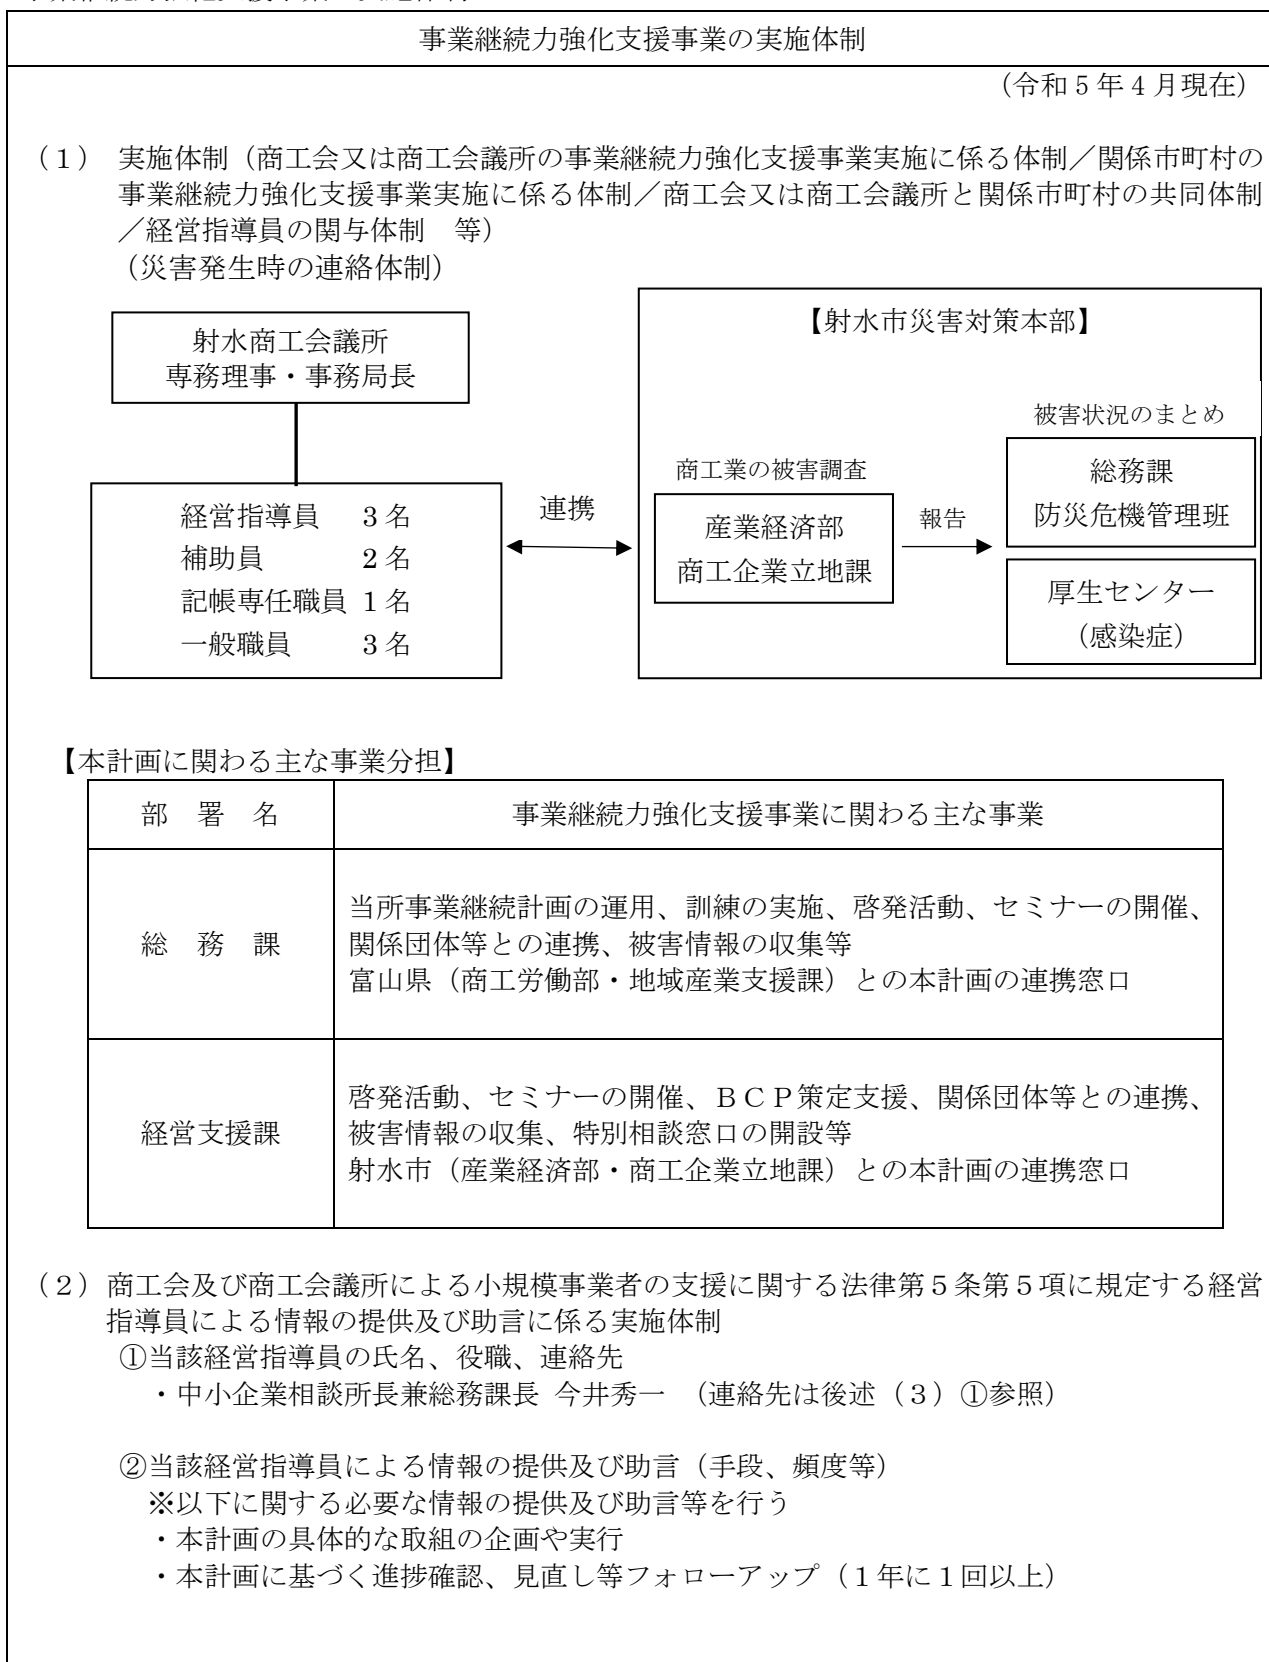 事業継続力強化支援事業の実施体制
（令和５年４月現在）
（１） 実施体制（商工会又は商工会議所の事業継続力強化支援事業実施に係る体制／関係市町村の
事業継続力強化支援事業実施に係る体制／商工会又は商工会議所と関係市町村の共同体制
／経営指導員の関与体制　等）
（災害発生時の連絡体制）
射水商工会議所
専務理事・事務局長
経営指導員　３名
補助員　２名
記帳専任職員 １名
一般職員　３名
連携
【射水市災害対策本部】
商工業の被害調査
産業経済部
商工企業立地課
報告
被害状況のまとめ
総務課
防災危機管理班
厚生センター
（感染症）
【本計画に関わる主な事業分担】
部　署　名　事業継続力強化支援事業に関わる主な事業
総　務　課
当所事業継続計画の運用、訓練の実施、啓発活動、セミナーの開催、
関係団体等との連携、被害情報の収集等
富山県（商工労働部・地域産業支援課）との本計画の連携窓口
経営支援課
啓発活動、セミナーの開催、ＢＣＰ策定支援、関係団体等との連携、
被害情報の収集、特別相談窓口の開設等
射水市（産業経済部・商工企業立地課）との本計画の連携窓口
（２）商工会及び商工会議所による小規模事業者の支援に関する法律第５条第５項に規定する経営
指導員による情報の提供及び助言に係る実施体制
①当該経営指導員の氏名、役職、連絡先
・中小企業相談所長兼総務課長 今井秀一 （連絡先は後述（３）①参照）
②当該経営指導員による情報の提供及び助言（手段、頻度等）
※以下に関する必要な情報の提供及び助言等を行う
・本計画の具体的な取組の企画や実行
・本計画に基づく進捗確認、見直し等フォローアップ（１年に１回以上）